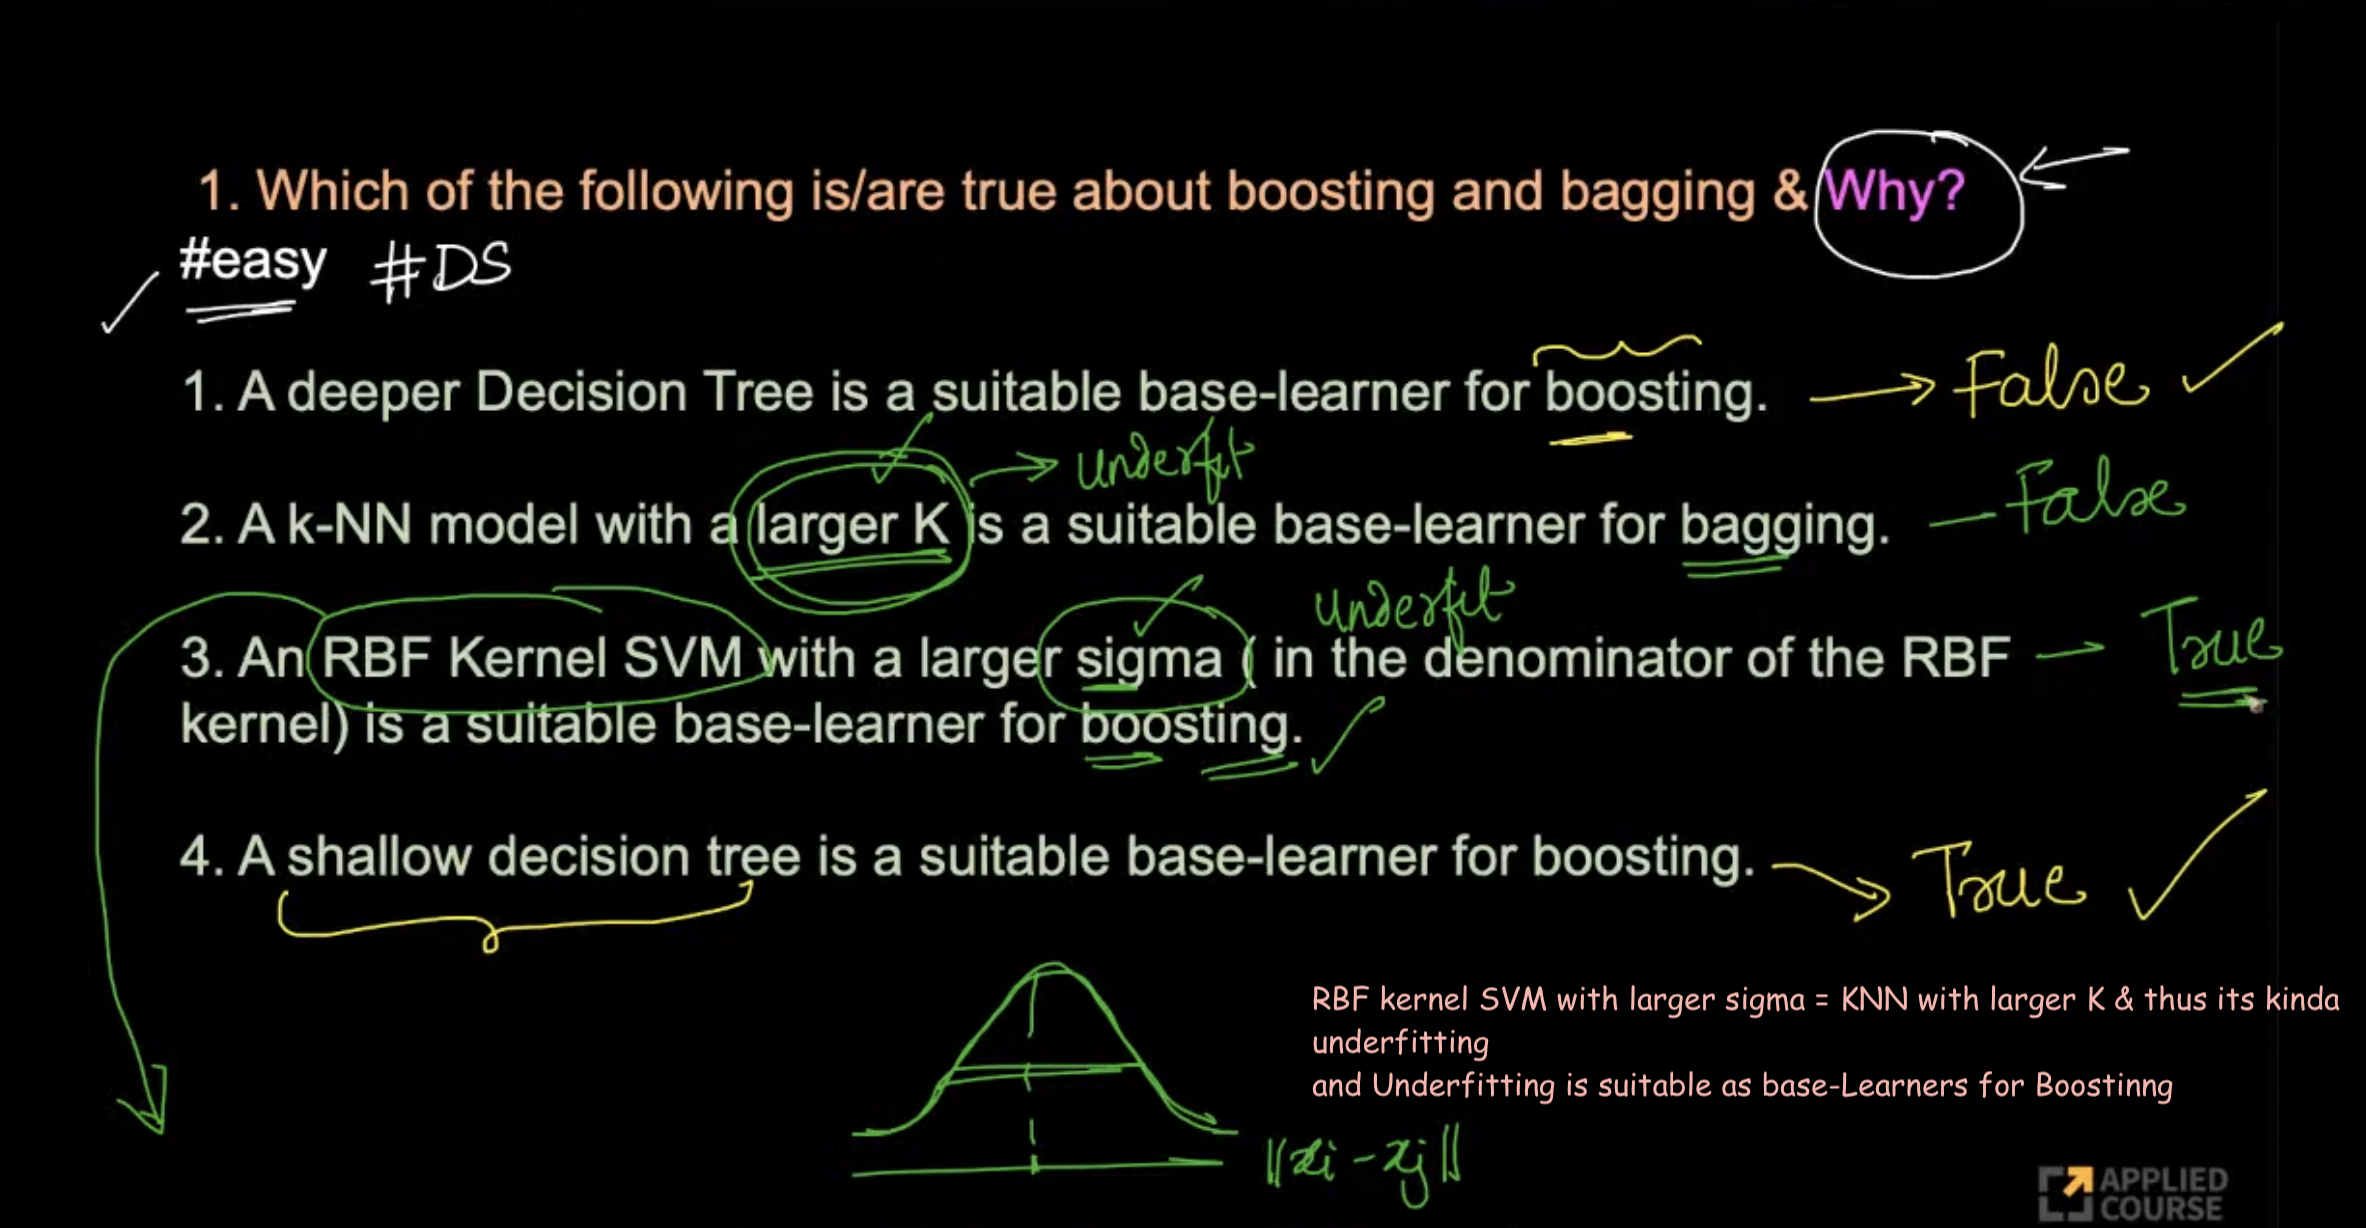 1. Which of the following is/are true about boosting and bagging & Why?
#easy #DS
1. A deeper Decision Tree is a suitable base-learner for boosting. → False
underfit
2. A k-NN model with a larger K is a suitable base-learner for bagging. – False
underfit
3. An RBF Kernel SVM with a larger sigma ( in the denominator of the RBF – True
kernel) is a suitable base-learner for boosting.
4. A shallow decision tree is a suitable base-learner for boosting. → True
RBF kernel SVM with larger sigma = KNN with larger K & thus its kinda
underfitting
and Underfitting is suitable as base-Learners for Boostinng
||xi - xj||
APPLIED
COURSE